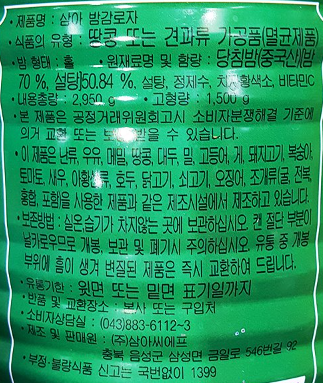 · 제품명 : 삼아 밤감로자
· 식품의 유형 : 땅콩 또는 견과류 가공품(멸균제품)
· 밤 형태 : 홀 · 원재료명 및 함량 : 당침밤(중국산)[밤
70 %, 설탕]50.84 %, 설탕, 정제수, 치자황색소, 비타민C
· 내용총량 : 2,950 g · 고형량 : 1,500 g
· 본 제품은 공정거래위원회고시 소비자분쟁해결 기준에
의거 교환 또는 보상받을 수 있습니다.
· 이 제품은 난류, 우유, 메밀, 땅콩, 대두, 밀, 고등어, 게, 돼지고기, 복숭아,
토마토, 새우, 이황산류, 호두, 닭고기, 쇠고기, 오징어, 조개류(굴, 전복,
홍합, 포함)을 사용한 제품과 같은 제조시설에서 제조하고 있습니다.
· 보존방법 : 실온,습기가 차지않는 곳에 보관하십시오. 캔 절단 부분이
날카로우므로 개봉, 보관 및 폐기시 주의하십시오. 유통 중 개봉
부위에 흠이 생겨 변질된 제품은 즉시 교환하여 드립니다.
· 유통기한 : 윗면 또는 밑면 표기일까지
· 반품 및 교환장소 : 본사 또는 구입처
· 소비자상담실 : (043)883-6112~3
· 제조 및 판매원 : (주)삼아씨에프
충북 음성군 삼성면 금일로 546번길 92
· 부정·불량식품 신고는 국번없이 1399